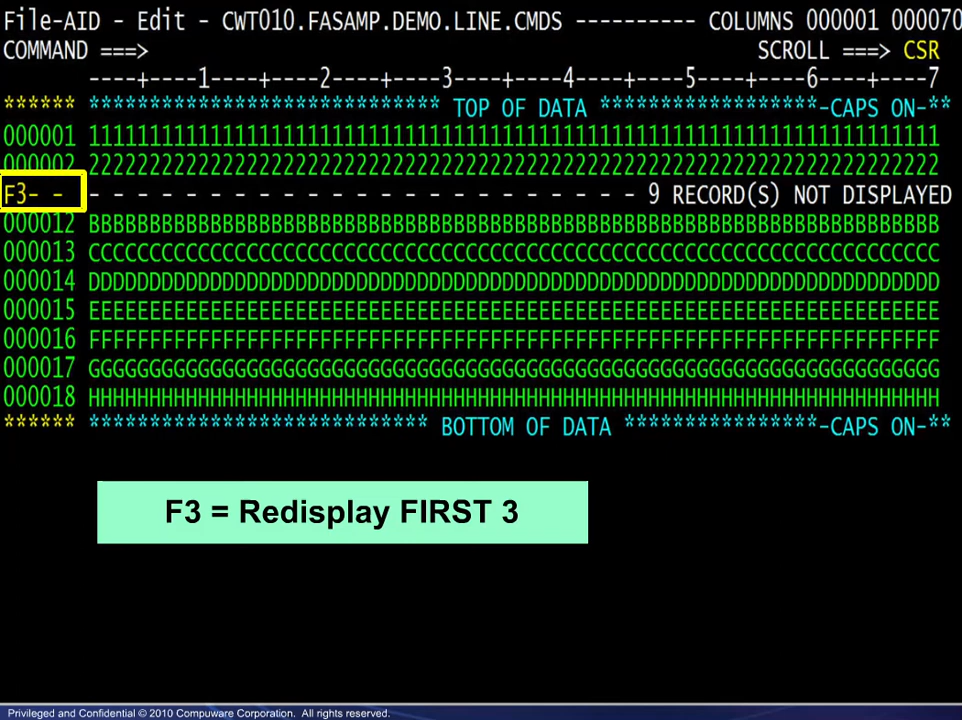 File-AID - Edit - CWT010.FASAMP.DEMO.LINE.CMDS ---------- COLUMNS 000001 000070
COMMAND ===> SCROLL ===> CSR
----+----1----+----2----+----3----+----4----+----5----+----6----+----7
****** ***************************** TOP OF DATA ******************-CAPS ON-**
000001 1111111111111111111111111111111111111111111111111111111111111111111111
000002 2222222222222222222222222222222222222222222222222222222222222222222222
F3- - - - - - - - - - - - - - - - - - - - - - - - - 9 RECORD(S) NOT DISPLAYED
000012 BBBBBBBBBBBBBBBBBBBBBBBBBBBBBBBBBBBBBBBBBBBBBBBBBBBBBBBBBBBBBBBBBBBBBB
000013 CCCCCCCCCCCCCCCCCCCCCCCCCCCCCCCCCCCCCCCCCCCCCCCCCCCCCCCCCCCCCCCCCCCCCC
000014 DDDDDDDDDDDDDDDDDDDDDDDDDDDDDDDDDDDDDDDDDDDDDDDDDDDDDDDDDDDDDDDDDDDDDD
000015 EEEEEEEEEEEEEEEEEEEEEEEEEEEEEEEEEEEEEEEEEEEEEEEEEEEEEEEEEEEEEEEEEEEEEE
000016 FFFFFFFFFFFFFFFFFFFFFFFFFFFFFFFFFFFFFFFFFFFFFFFFFFFFFFFFFFFFFFFFFFFFFF
000017 GGGGGGGGGGGGGGGGGGGGGGGGGGGGGGGGGGGGGGGGGGGGGGGGGGGGGGGGGGGGGGGGGGGGGG
000018 HHHHHHHHHHHHHHHHHHHHHHHHHHHHHHHHHHHHHHHHHHHHHHHHHHHHHHHHHHHHHHHHHHHHHH
****** **************************** BOTTOM OF DATA ****************-CAPS ON-**
F3 = Redisplay FIRST 3
Privileged and Confidential © 2010 Compuware Corporation. All rights reserved.